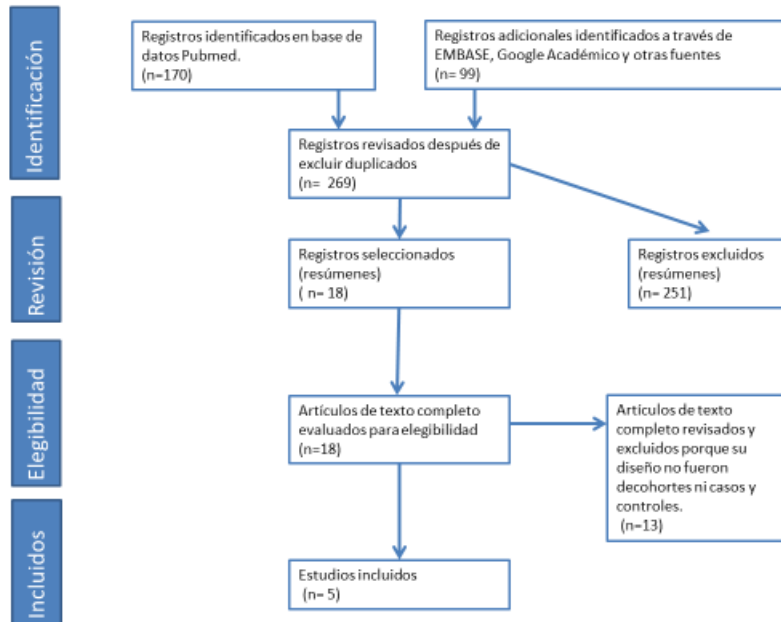 Identificación
Registros identificados en base de
datos Pubmed.
(n=170)
Registros adicionales identificados a través de
EMBASE, Google Académico y otras fuentes
(n= 99)
Registros revisados después de
excluir duplicados
(n= 269)
Revisión
Registros seleccionados
(resúmenes)
( n= 18)
Registros excluidos
(resúmenes)
(n= 251)
Elegibilidad
Artículos de texto completo
evaluados para elegibilidad
(n=18)
Articulos de texto
completo revisados y
excluidos porque su
diseño no fueron
decohortes ni casos y
controles.
(n=13)
Incluidos
Estudios incluidos
(n= 5)